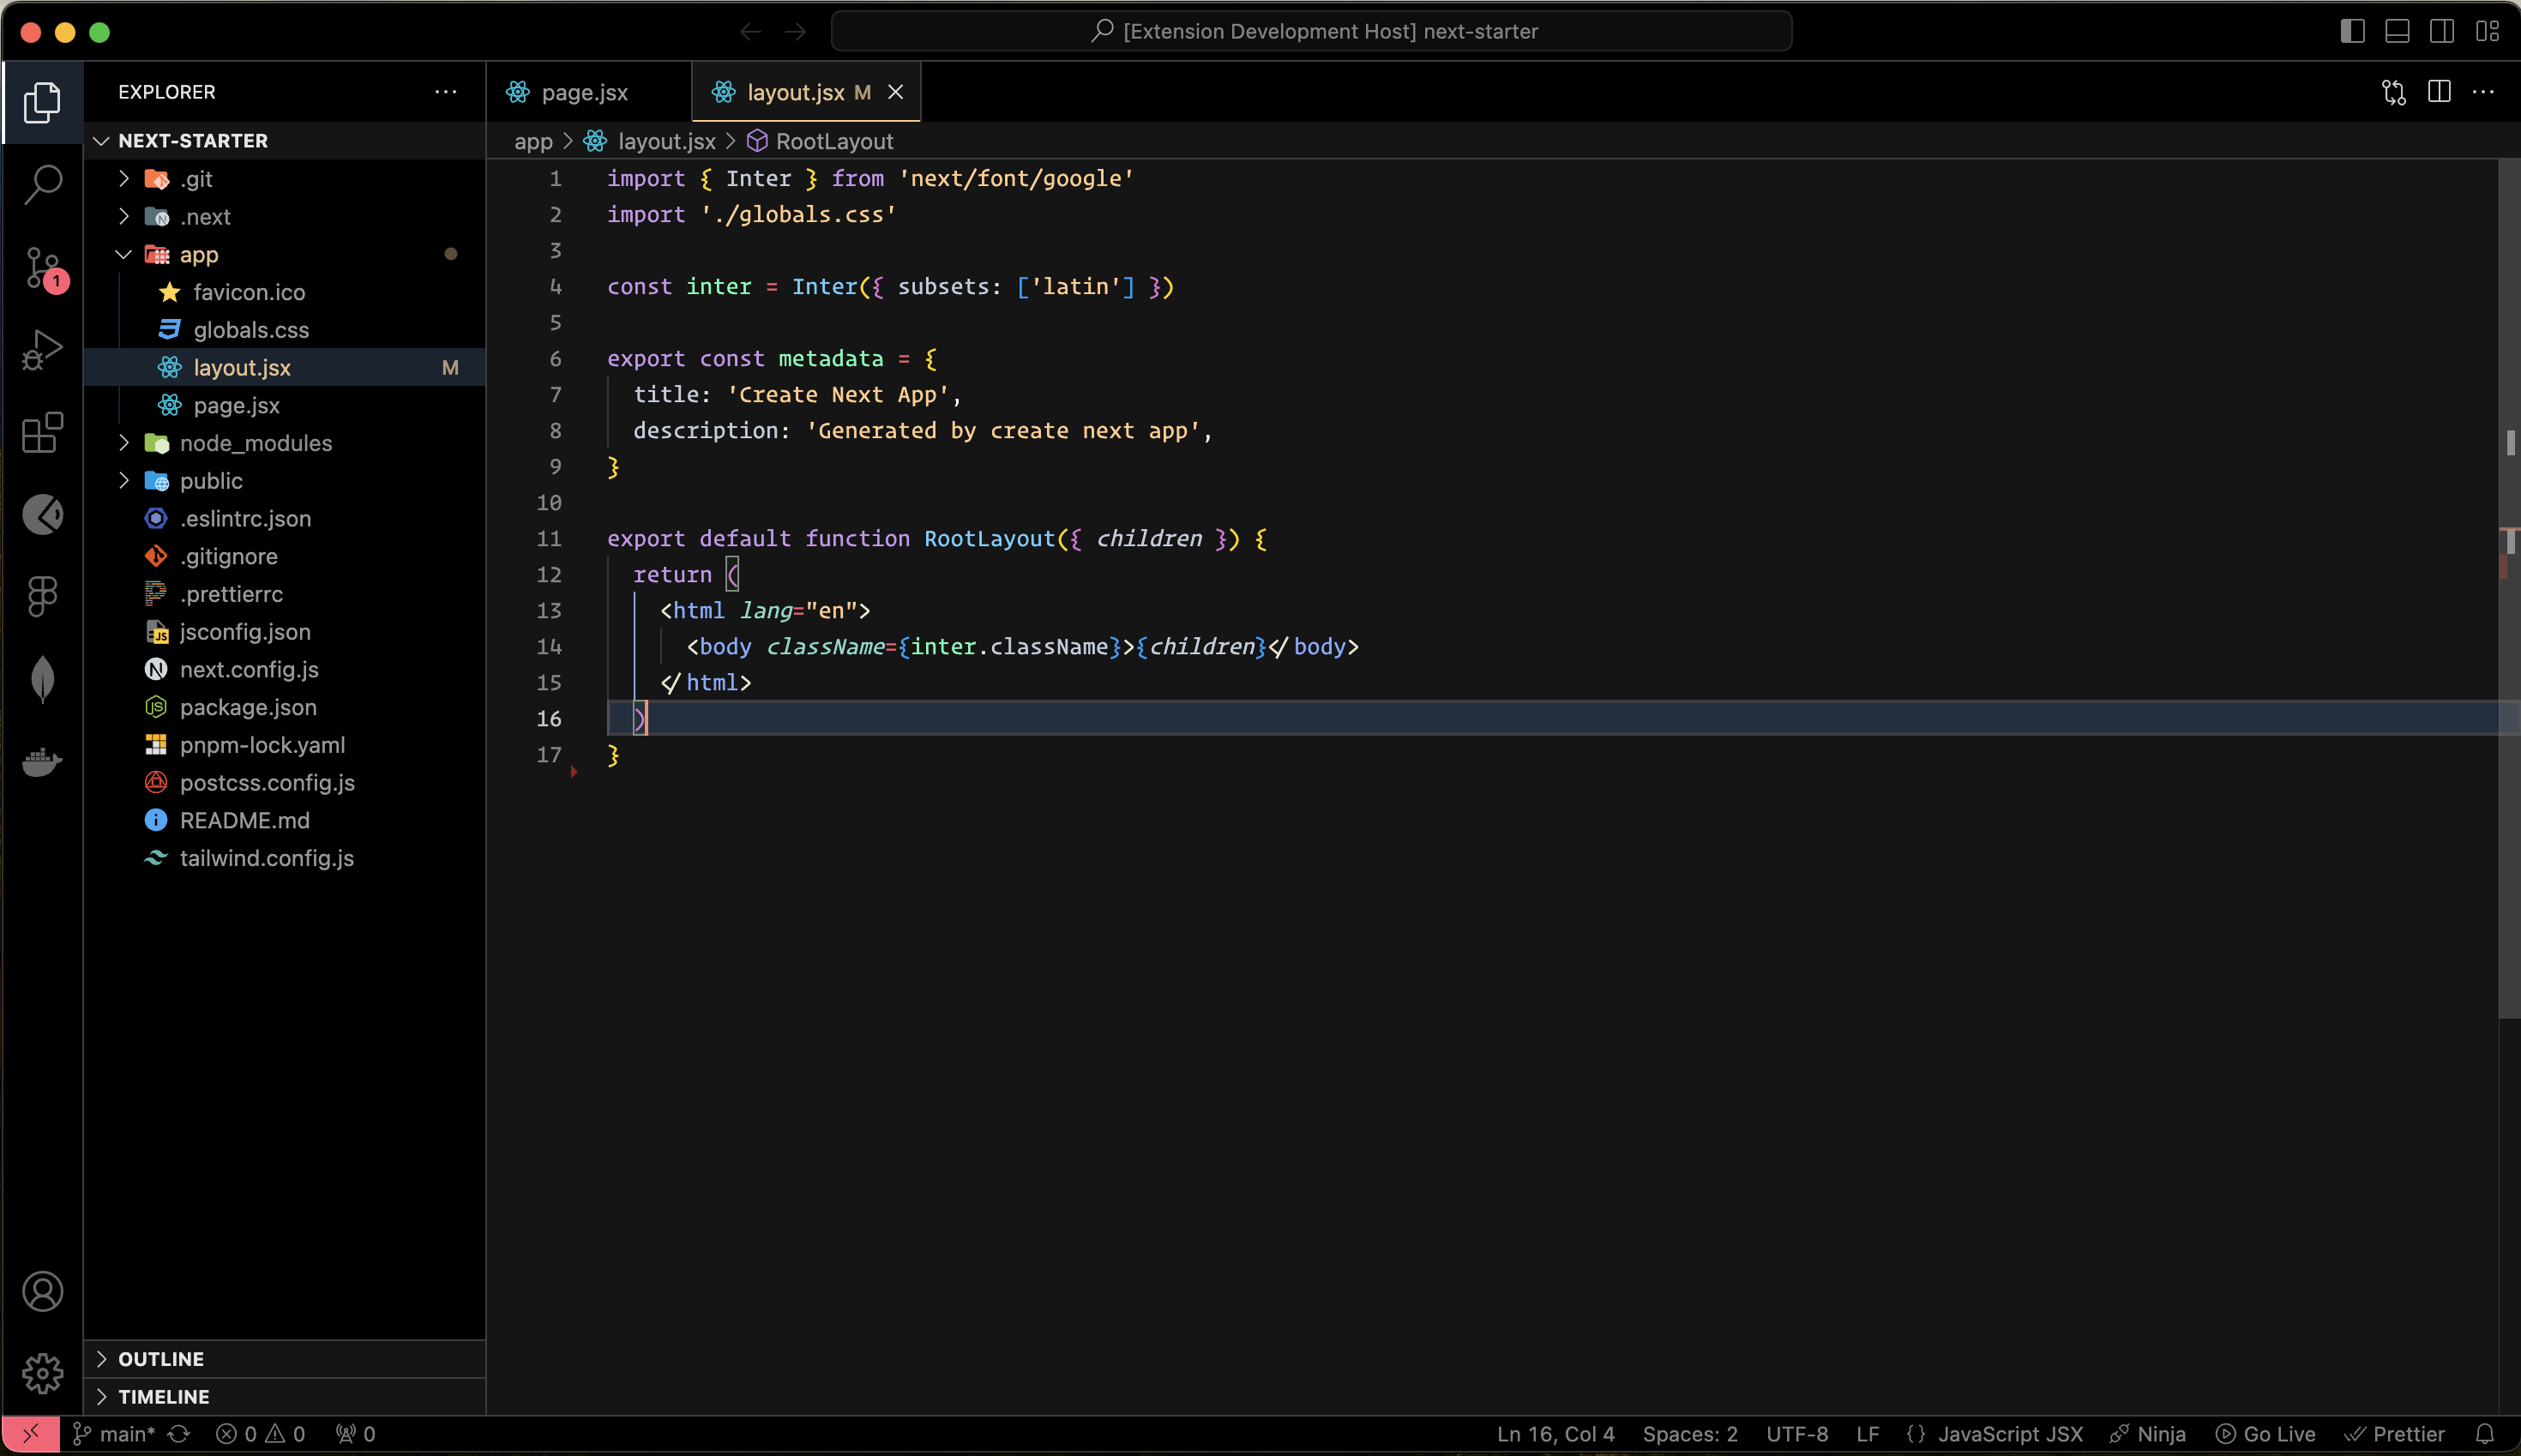 [Extension Development Host] next-starter
EXPLORER
NEXT-STARTER
.git
.next
app
favicon.ico
globals.css
layout.jsx M
page.jsx
node_modules
public
.eslintrc.json
.gitignore
.prettierrc
jsconfig.json
next.config.js
package.json
pnpm-lock.yaml
postcss.config.js
README.md
tailwind.config.js
OUTLINE
TIMELINE
1
page.jsx
layout.jsx M
app > layout.jsx > RootLayout
1 import { Inter } from 'next/font/google'
2 import './globals.css'
3
4 const inter = Inter({ subsets: ['latin'] })
5
6 export const metadata = {
7 title: 'Create Next App',
8 description: 'Generated by create next app',
9 }
10
11 export default function RootLayout({ children }) {
12 return (
13 <html lang="en">
14 <body className={inter.className}>{children}</body>
15 </html>
16 )
17 }
main* 0 0 0 Ln 16, Col 4 Spaces: 2 UTF-8 LF {} JavaScript JSX Ninja Go Live Prettier